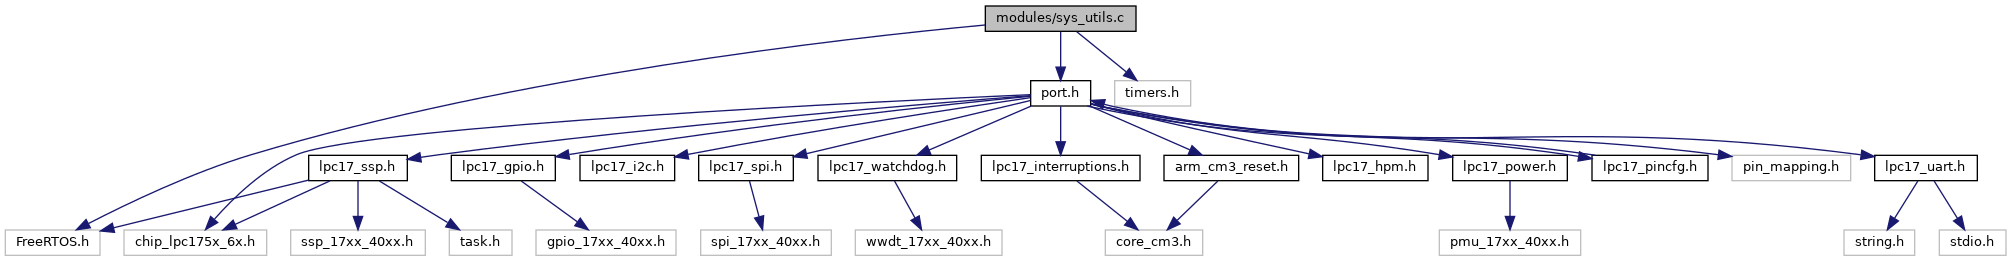 modules/sys_utils.c
port.h
timers.h
lpc17_ssp.h
lpc17_gpio.h
lpc17_i2c.h
lpc17_spi.h
lpc17_watchdog.h
lpc17_interruptions.h
arm_cm3_reset.h
lpc17_hpm.h
lpc17_power.h
lpc17_pincfg.h
pin_mapping.h
lpc17_uart.h
FreeRTOS.h
chip_lpc175x_6x.h
ssp_17xx_40xx.h
task.h
gpio_17xx_40xx.h
spi_17xx_40xx.h
wwdt_17xx_40xx.h
core_cm3.h
pmu_17xx_40xx.h
string.h
stdio.h